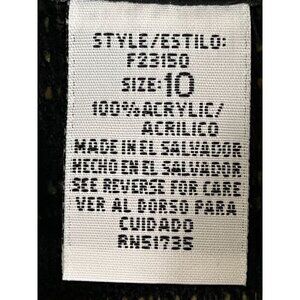 STYLE/ESTILO:
F23150
SIZE: 10
100% ACRYLIC/
ACRILICO
MADE IN EL SALVADOR
HECHO EN EL SALVADOR
SEE REVERSE FOR CARE
VER AL DORSO PARA
CUIDADO
RN51735